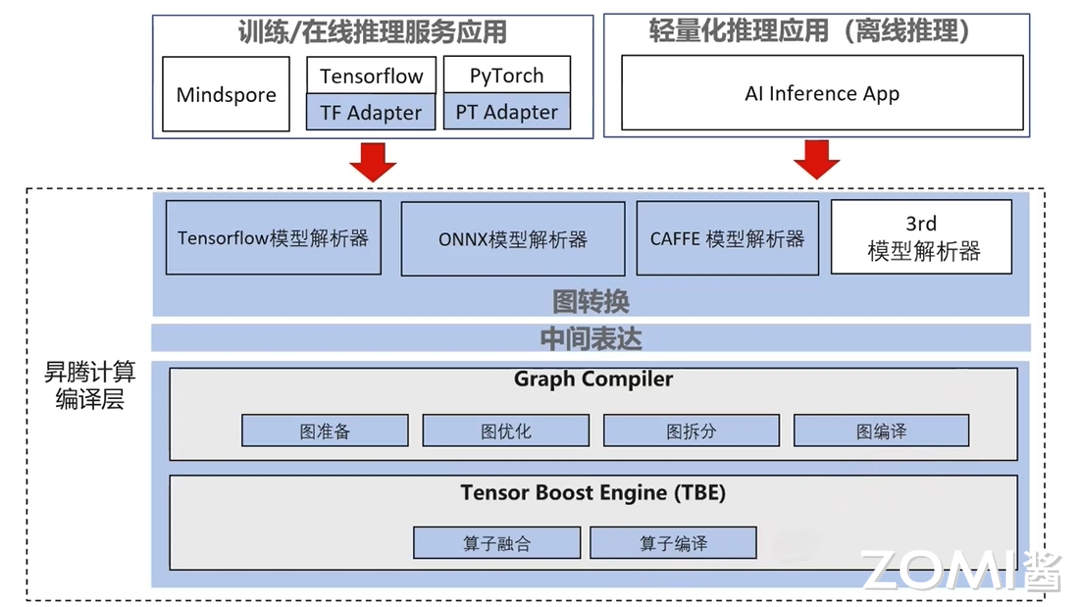 训练/在线推理服务应用
轻量化推理应用（离线推理）
Mindspore
Tensorflow
TF Adapter
PyTorch
PT Adapter
AI Inference App
Tensorflow模型解析器
ONNX模型解析器
CAFFE 模型解析器
3rd
模型解析器
图转换
中间表达
昇腾计算
编译层
Graph Compiler
图准备
图优化
图拆分
图编译
Tensor Boost Engine (TBE)
算子融合
算子编译
ZOMI酱